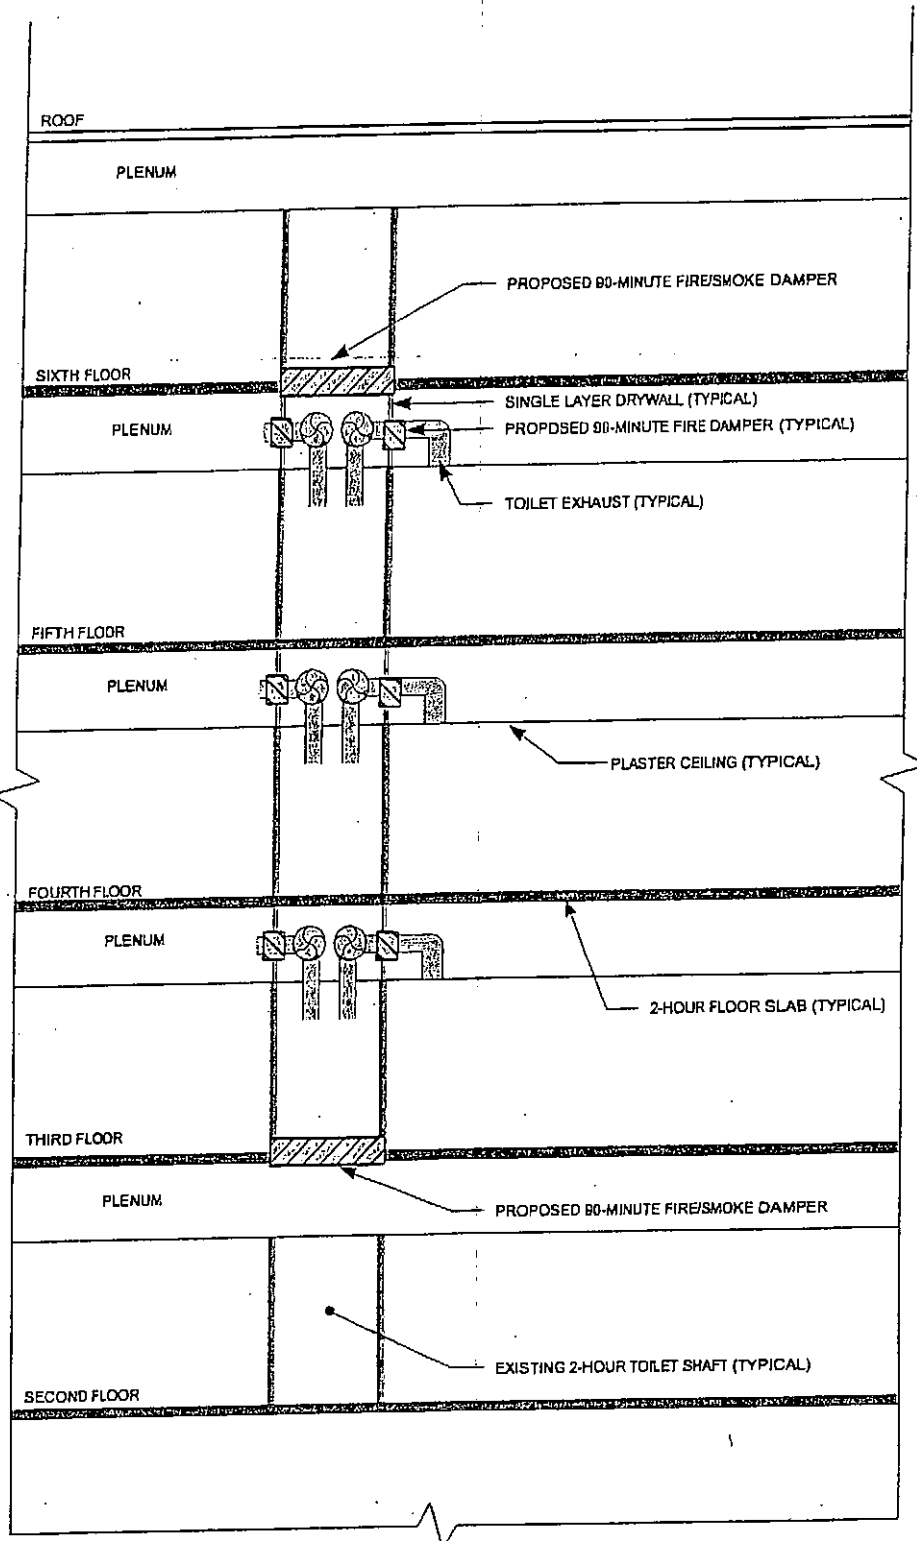 ROOF
PLENUM
PROPOSED 90-MINUTE FIRE/SMOKE DAMPER
SIXTH FLOOR
SINGLE LAYER DRYWALL (TYPICAL)
PLENUM
PROPOSED 90-MINUTE FIRE DAMPER (TYPICAL)
TOILET EXHAUST (TYPICAL)
FIFTH FLOOR
PLENUM
PLASTER CEILING (TYPICAL)
FOURTH FLOOR
PLENUM
2-HOUR FLOOR SLAB (TYPICAL)
THIRD FLOOR
PLENUM
PROPOSED 90-MINUTE FIRE/SMOKE DAMPER
EXISTING 2-HOUR TOILET SHAFT (TYPICAL)
SECOND FLOOR